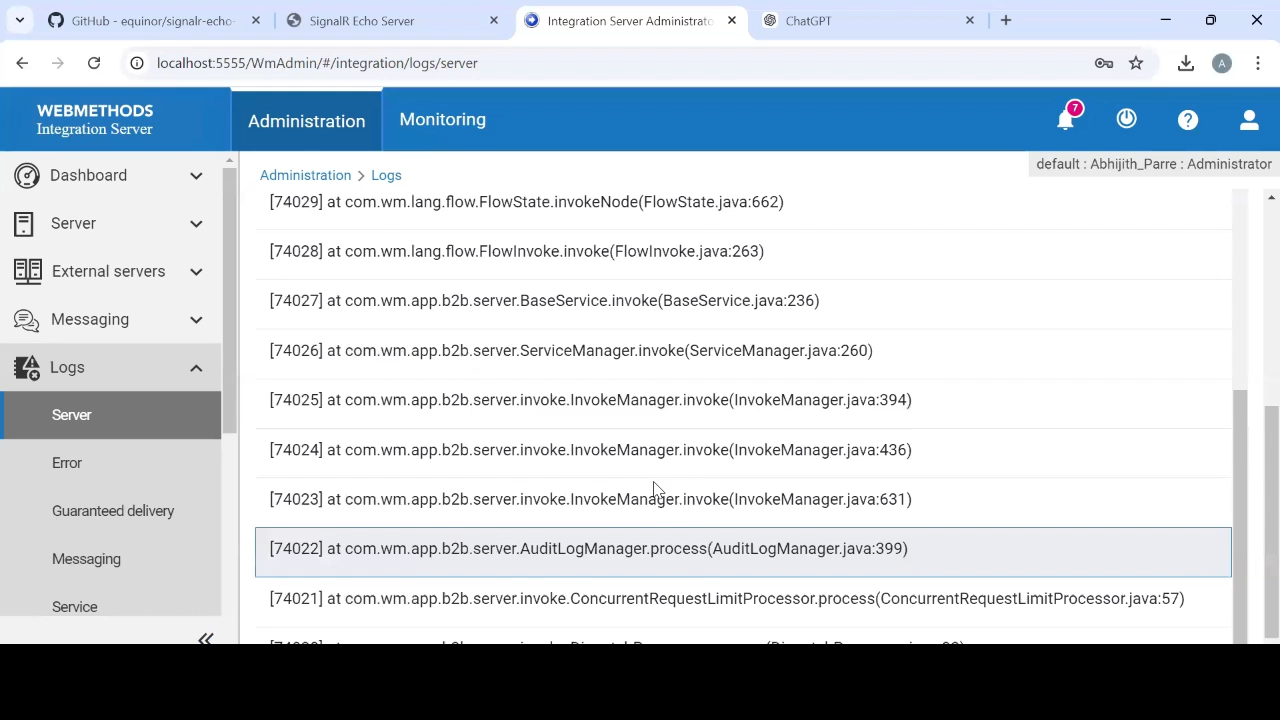 GitHub - equinor/signalr-echo-
SignalR Echo Server
Integration Server Administrato
ChatGPT
localhost:5555/WmAdmin/#/integration/logs/server
A
WEBMETHODS
Integration Server
Administration
Monitoring
7
default : Abhijith_Parre : Administrator
Dashboard
Server
External servers
Messaging
Logs
Server
Error
Guaranteed delivery
Messaging
Service
Administration > Logs
[74029] at com.wm.lang.flow.FlowState.invokeNode(FlowState.java:662)
[74028] at com.wm.lang.flow.FlowInvoke.invoke(FlowInvoke.java:263)
[74027] at com.wm.app.b2b.server.BaseService.invoke(BaseService.java:236)
[74026] at com.wm.app.b2b.server.ServiceManager.invoke(ServiceManager.java:260)
[74025] at com.wm.app.b2b.server.invoke.InvokeManager.invoke(InvokeManager.java:394)
[74024] at com.wm.app.b2b.server.invoke.InvokeManager.invoke(InvokeManager.java:436)
[74023] at com.wm.app.b2b.server.invoke.InvokeManager.invoke(InvokeManager.java:631)
[74022] at com.wm.app.b2b.server.AuditLogManager.process(AuditLogManager.java:399)
[74021] at com.wm.app.b2b.server.invoke.ConcurrentRequestLimitProcessor.process(ConcurrentRequestLimitProcessor.java:57)